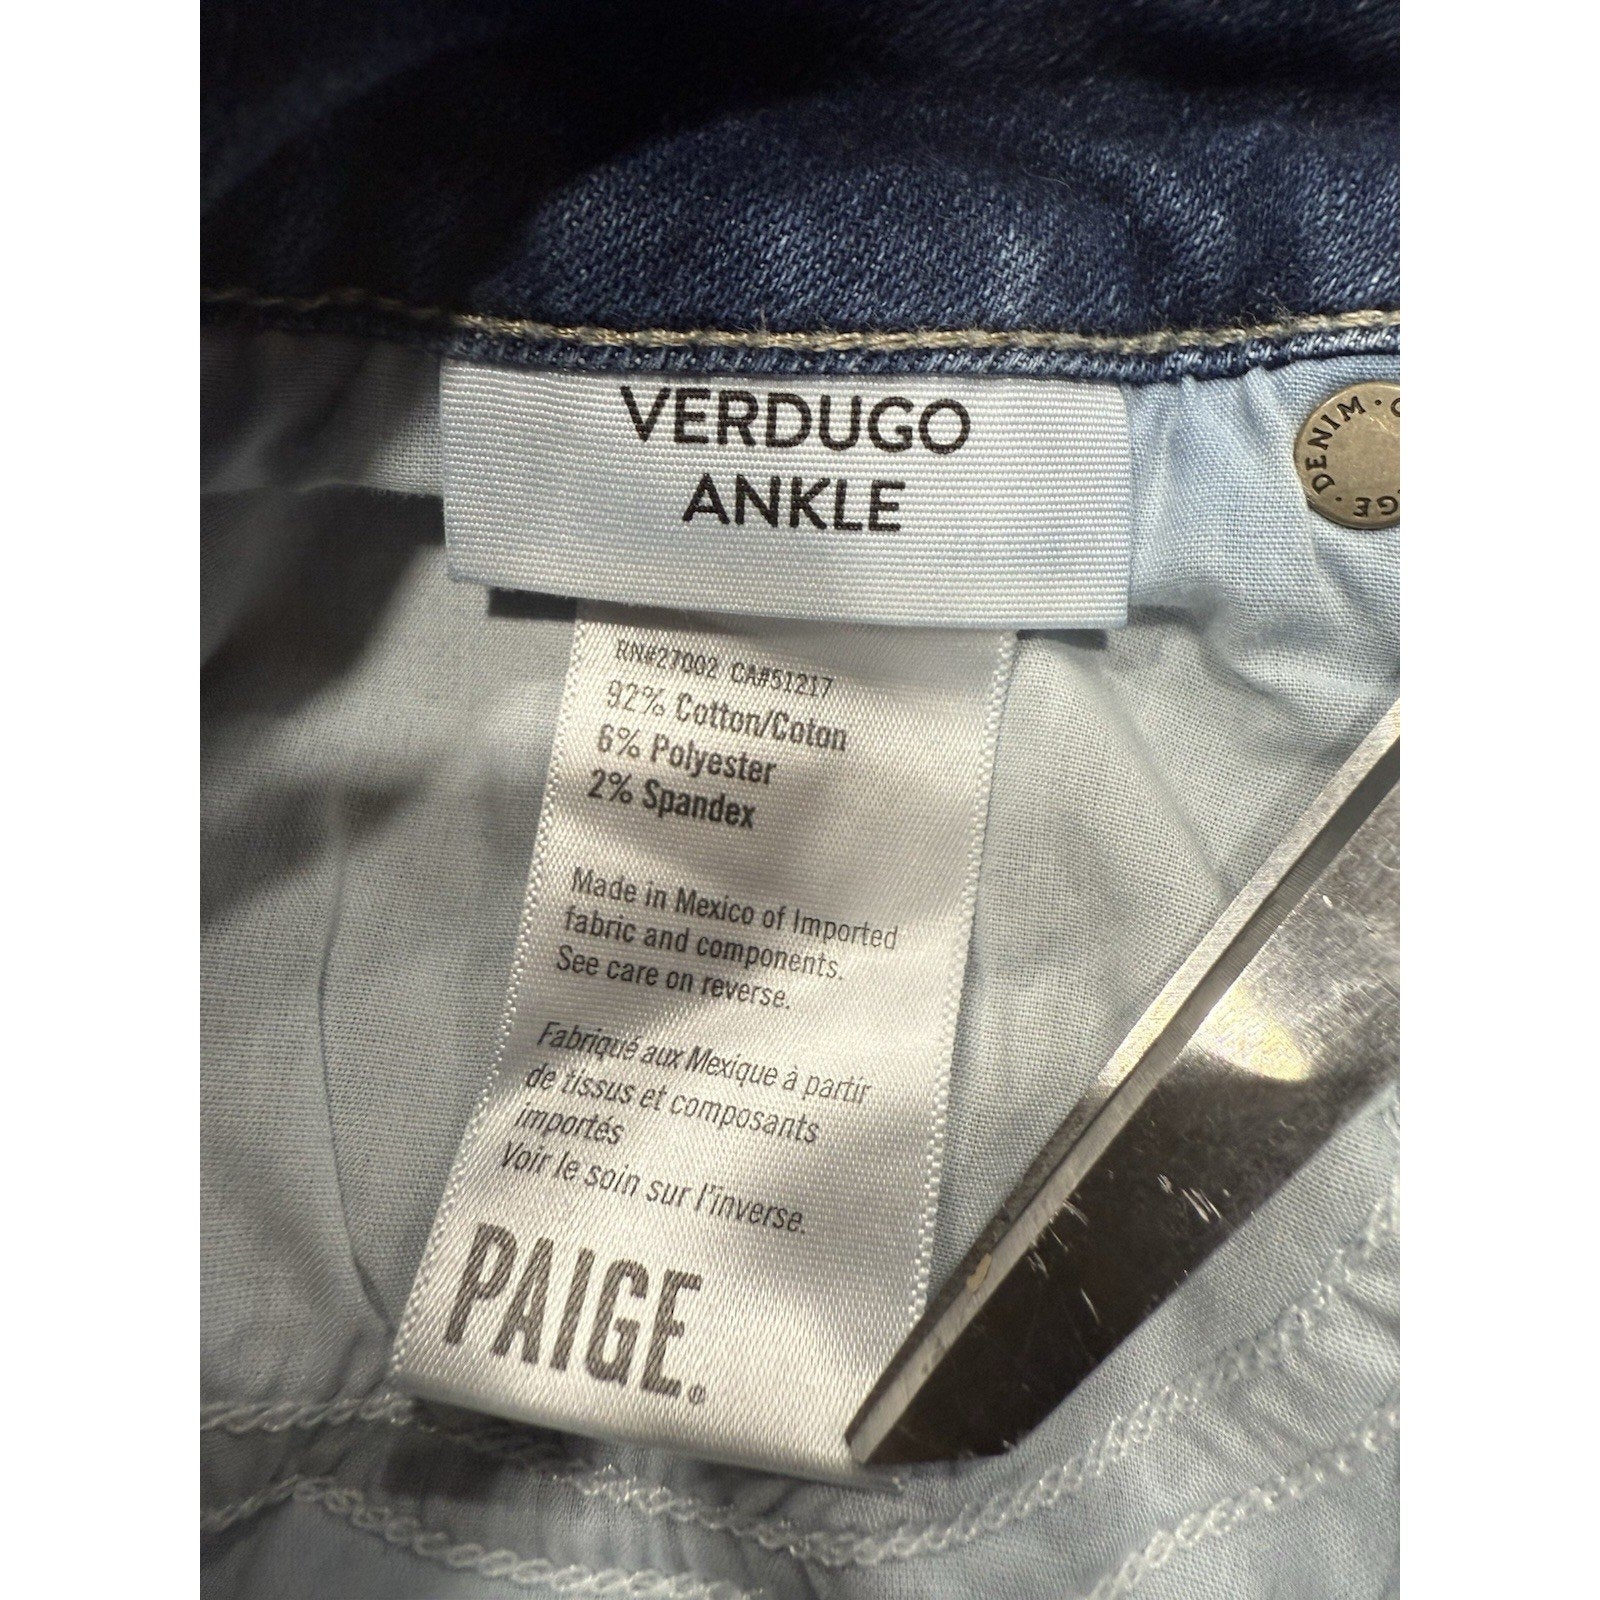 VERDUGO
ANKLE
DENIM
RN#27002 CA#51217
92% Cotton/Coton
6% Polyester
2% Spandex
Made in Mexico of Imported
fabric and components.
See care on reverse.
Fabriqué aux Mexique à partir
de tissus et composants
importés
Voir le soin sur l'inverse.
PAIGE®